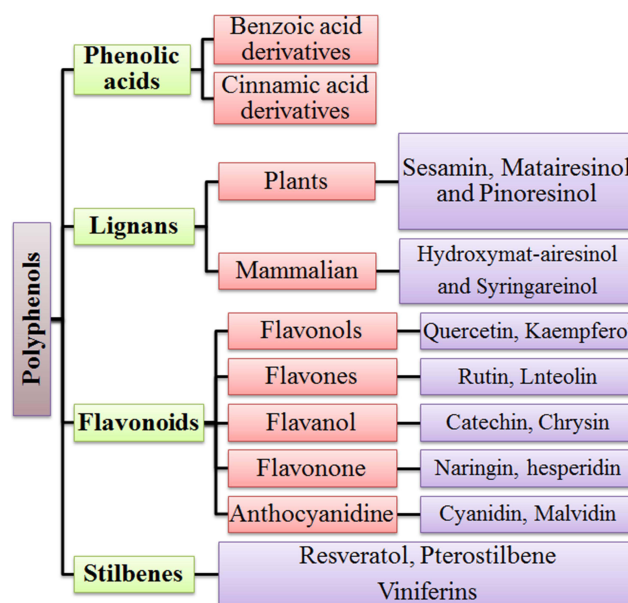 Polyphenols
Phenolic
acids
Benzoic acid
derivatives
Cinnamic acid
derivatives
Lignans
Plants
Sesamin, Matairesinol
and Pinoresinol
Mammalian
Hydroxymat-airesinol
and Syringareinol
Flavonoids
Flavonols
Quercetin, Kaempfero
Flavones
Rutin, Lnteolin
Flavanol
Catechin, Chrysin
Flavonone
Naringin, hesperidin
Anthocyanidine
Cyanidin, Malvidin
Stilbenes
Resveratol, Pterostilbene
Viniferins